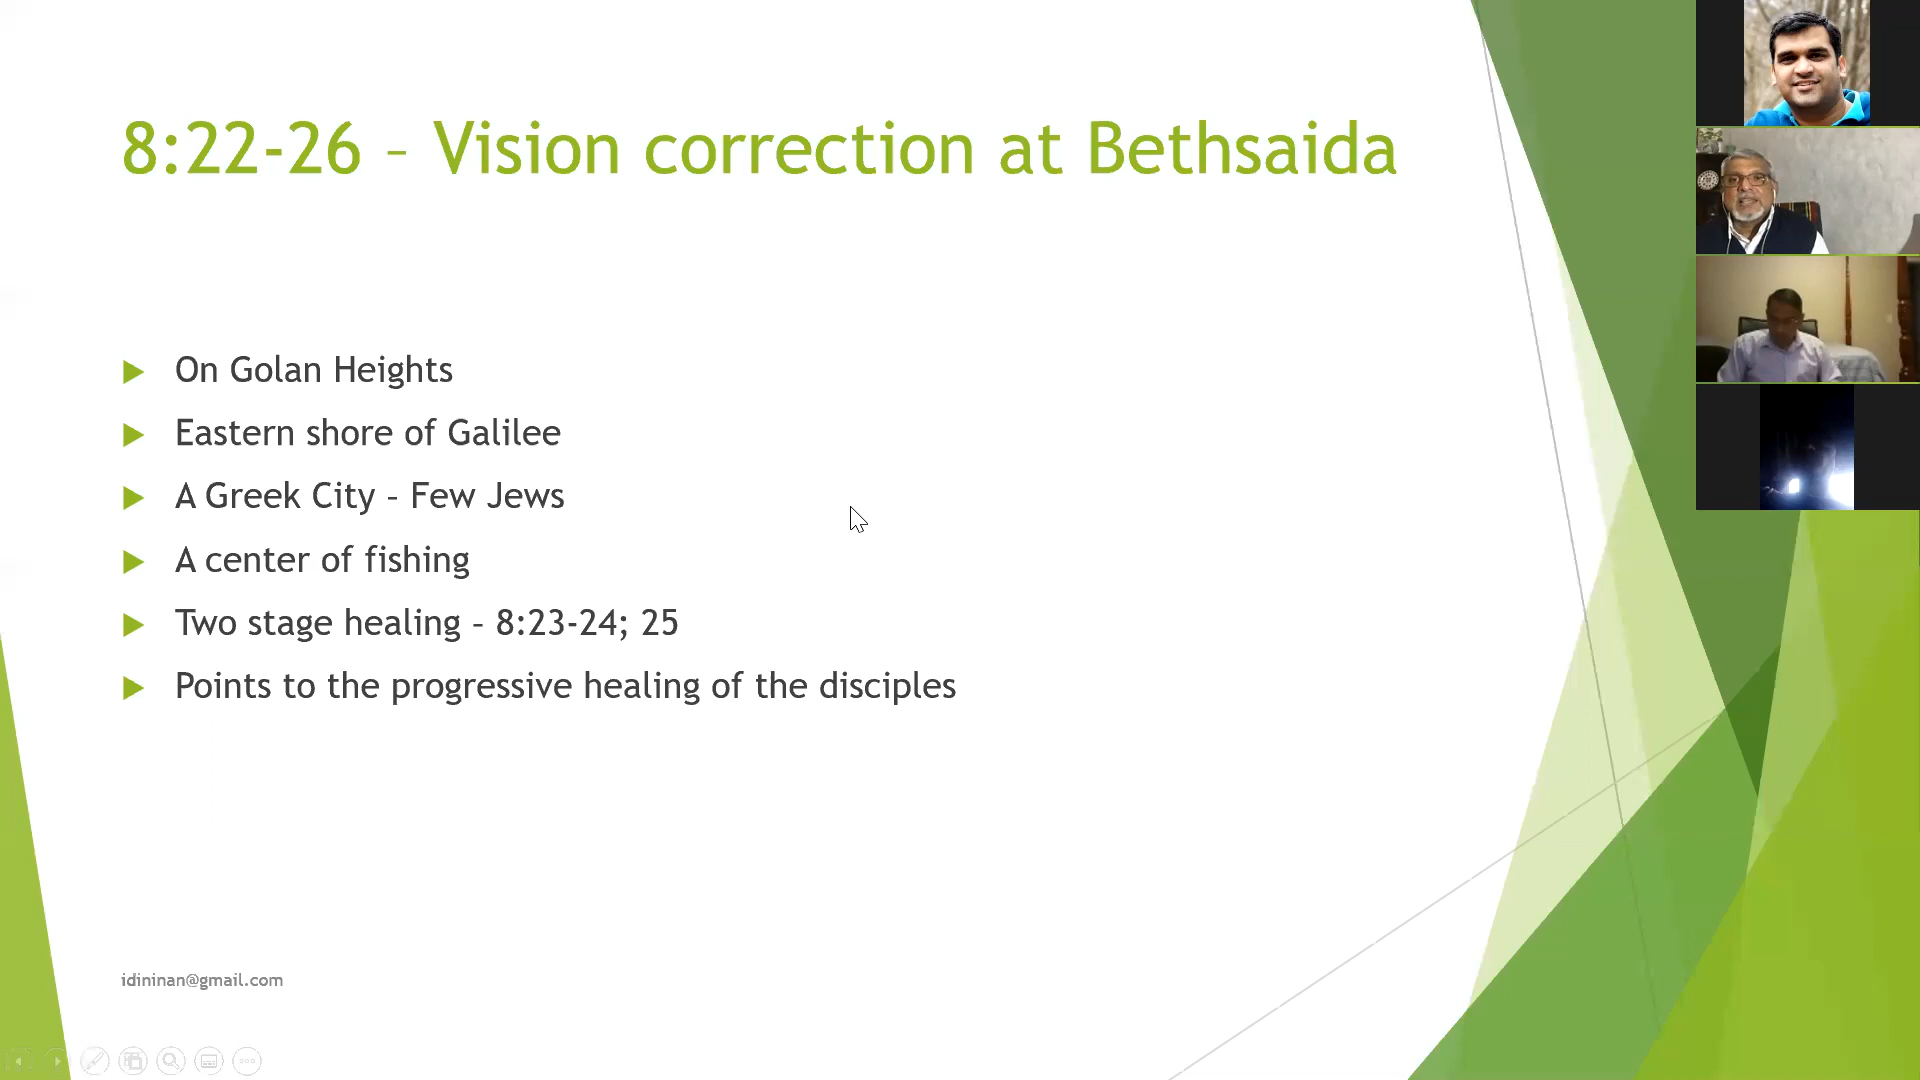 8:22-26 – Vision correction at Bethsaida
On Golan Heights
Eastern shore of Galilee
A Greek City – Few Jews
A center of fishing
Two stage healing – 8:23-24; 25
Points to the progressive healing of the disciples
idininan@gmail.com